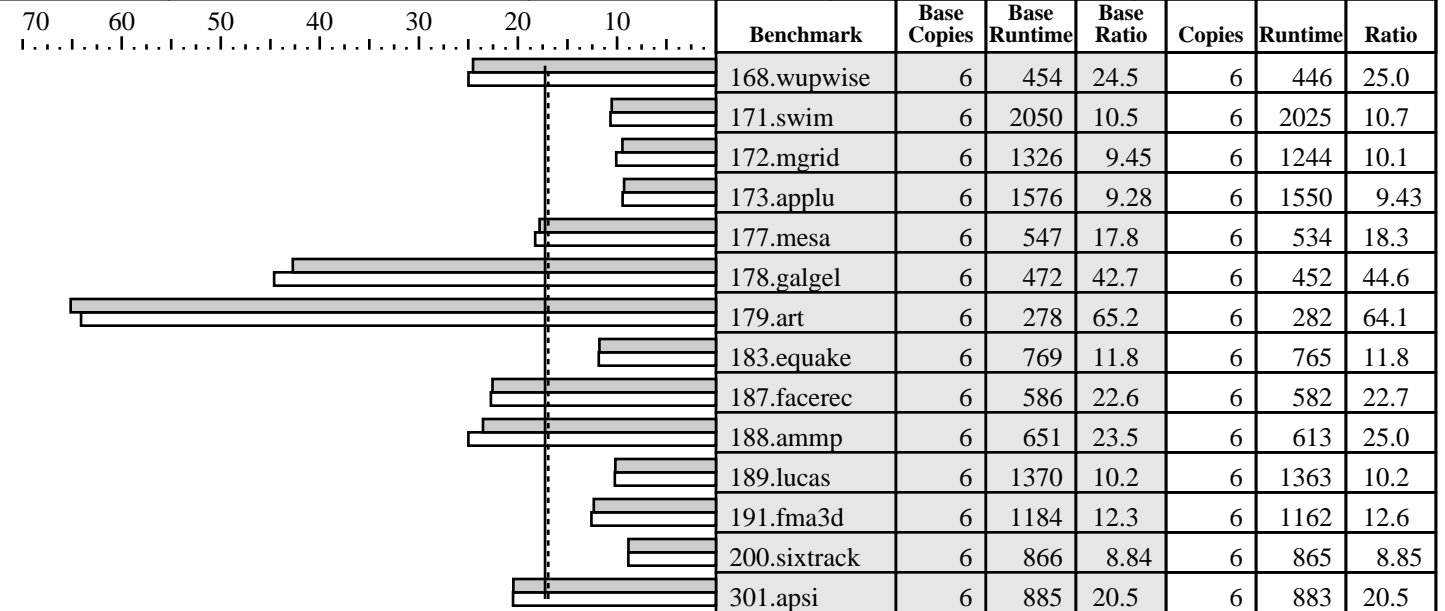 70 60 50 40 30 20 10
Benchmark Base Copies Base Runtime Base Ratio Copies Runtime Ratio
168.wupwise 6 454 24.5 6 446 25.0
171.swim 6 2050 10.5 6 2025 10.7
172.mgrid 6 1326 9.45 6 1244 10.1
173.applu 6 1576 9.28 6 1550 9.43
177.mesa 6 547 17.8 6 534 18.3
178.galgel 6 472 42.7 6 452 44.6
179.art 6 278 65.2 6 282 64.1
183.equake 6 769 11.8 6 765 11.8
187.facerec 6 586 22.6 6 582 22.7
188.ammp 6 651 23.5 6 613 25.0
189.lucas 6 1370 10.2 6 1363 10.2
191.fma3d 6 1184 12.3 6 1162 12.6
200.sixtrack 6 866 8.84 6 865 8.85
301.apsi 6 885 20.5 6 883 20.5